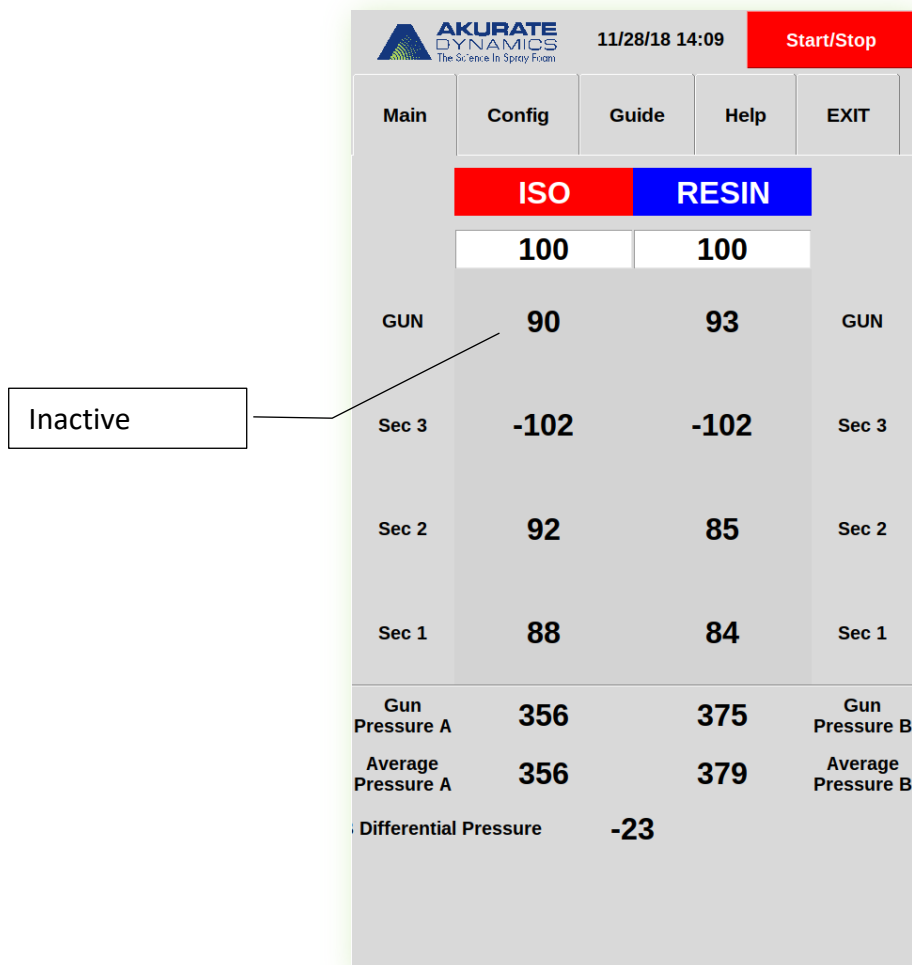 AKURATE
DYNAMICS
The Science In Spray Foam
11/28/18 14:09
Start/Stop
Main Config Guide Help EXIT
ISO RESIN
100 100
GUN 90 93 GUN
Inactive
Sec 3 -102 -102 Sec 3
Sec 2 92 85 Sec 2
Sec 1 88 84 Sec 1
Gun
Pressure A 356 375 Gun
Pressure B
Average
Pressure A 356 379 Average
Pressure B
Differential Pressure -23